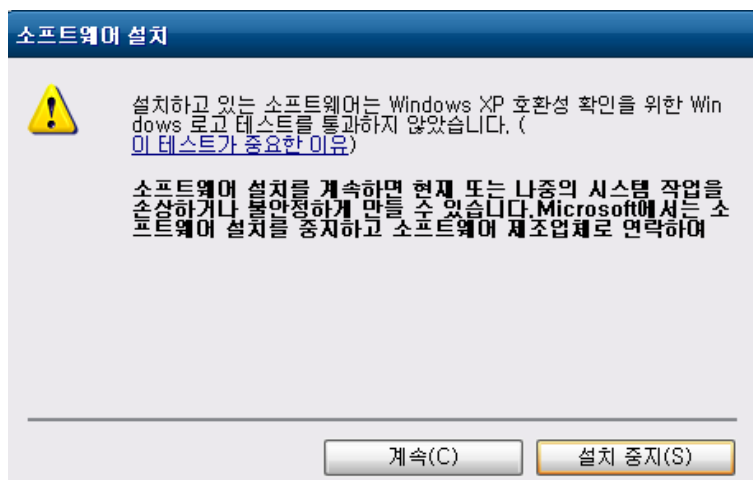 소프트웨어 설치
설치하고 있는 소프트웨어는 Windows XP 호환성 확인을 위한 Win
dows 로고 테스트를 통과하지 않았습니다. (
이 테스트가 중요한 이유)
소프트웨어 설치를 계속하면 현재 또는 나중의 시스템 작업을
손상하거나 불안정하게 만들 수 있습니다.Microsoft에서는 소
프트웨어 설치를 중지하고 소프트웨어 제조업체로 연락하여
계속(C)
설치 중지(S)